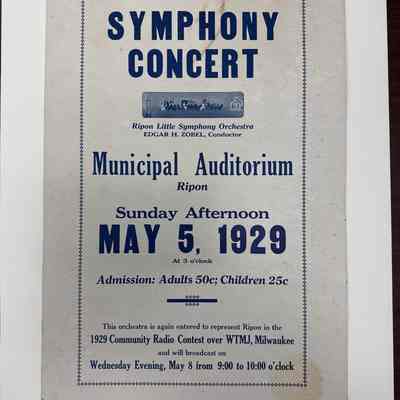 SYMPHONY
CONCERT
Ripon Little Symphony Orchestra
EDGAR H. ZOBEL, Conductor
Municipal Auditorium
Ripon
Sunday Afternoon
MAY 5, 1929
At 3 o'clock
Admission: Adults 50c; Children 25c
This orchestra is again entered to represent Ripon in the
1929 Community Radio Contest over WTMJ, Milwaukee
and will broadcast on
Wednesday Evening, May 8 from 9:00 to 10:00 o'clock